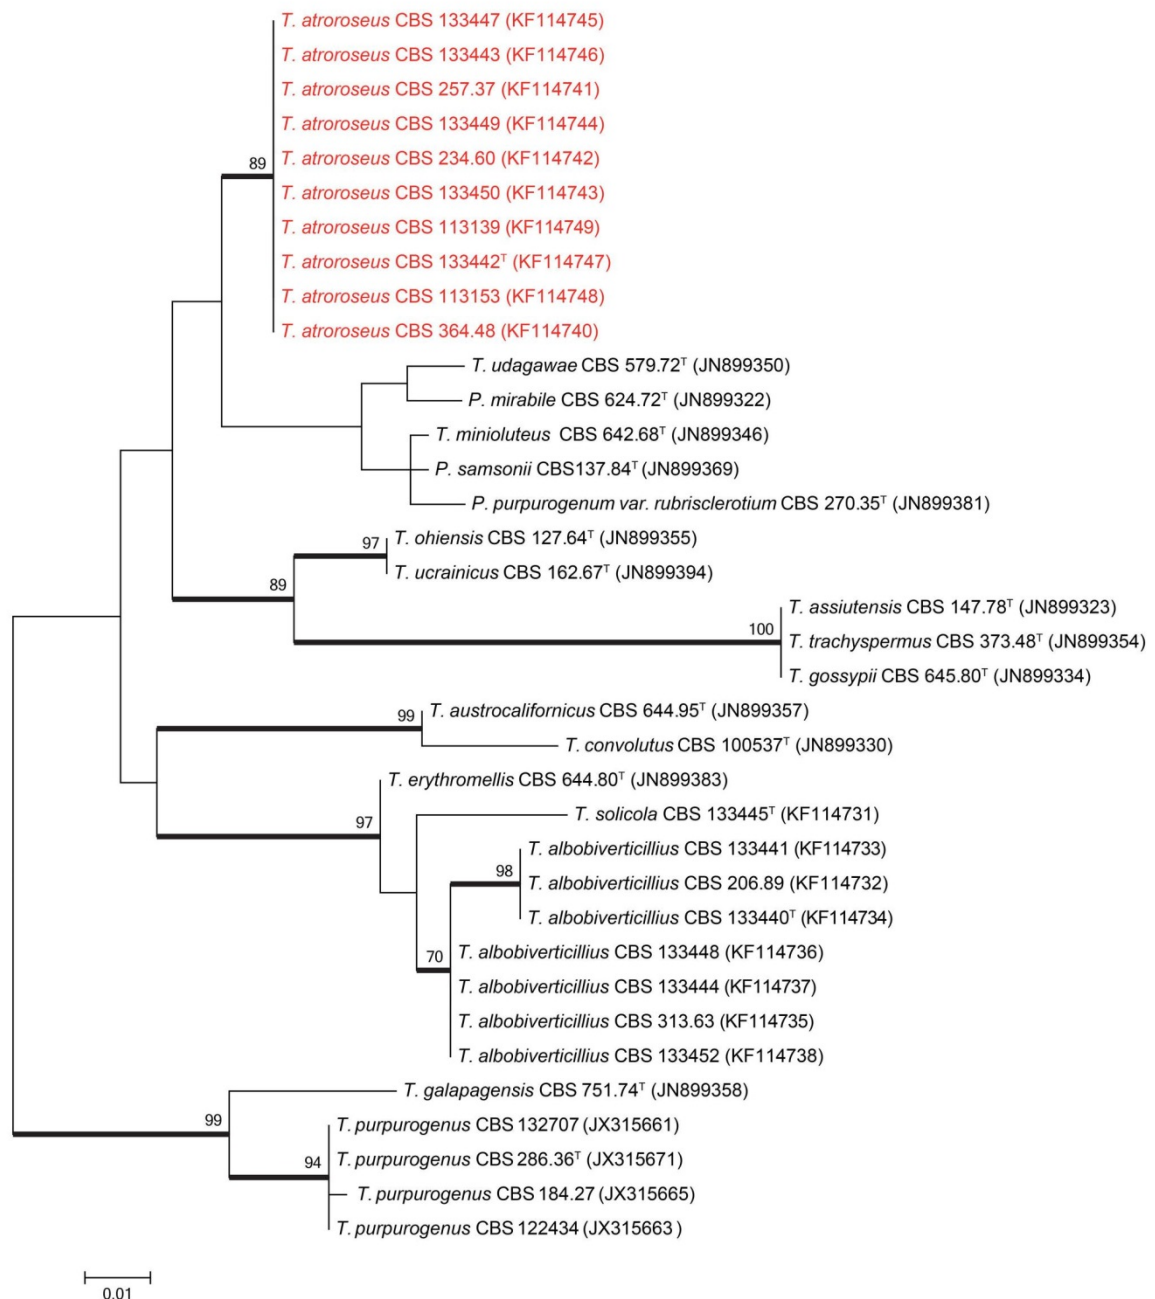 T. atroroseus CBS 133447 (KF114745)
T. atroroseus CBS 133443 (KF114746)
T. atroroseus CBS 257.37 (KF114741)
T. atroroseus CBS 133449 (KF114744)
89
T. atroroseus CBS 234.60 (KF114742)
T. atroroseus CBS 133450 (KF114743)
T. atroroseus CBS 113139 (KF114749)
T. atroroseus CBS 133442ᵀ (KF114747)
T. atroroseus CBS 113153 (KF114748)
T. atroroseus CBS 364.48 (KF114740)
T. udagawae CBS 579.72ᵀ (JN899350)
P. mirabile CBS 624.72ᵀ (JN899322)
T. minioluteus CBS 642.68ᵀ (JN899346)
P. samsonii CBS137.84ᵀ (JN899369)
P. purpurogenum var. rubrisclerotium CBS 270.35ᵀ (JN899381)
97 T. ohiensis CBS 127.64ᵀ (JN899355)
T. ucrainicus CBS 162.67ᵀ (JN899394)
89
T. assiutensis CBS 147.78ᵀ (JN899323)
100 T. trachyspermus CBS 373.48ᵀ (JN899354)
T. gossypii CBS 645.80ᵀ (JN899334)
99 T. austrocalifornicus CBS 644.95ᵀ (JN899357)
T. convolutus CBS 100537ᵀ (JN899330)
T. erythromellis CBS 644.80ᵀ (JN899383)
97 T. solicola CBS 133445ᵀ (KF114731)
T. albobiverticillius CBS 133441 (KF114733)
98 T. albobiverticillius CBS 206.89 (KF114732)
T. albobiverticillius CBS 133440ᵀ (KF114734)
70 T. albobiverticillius CBS 133448 (KF114736)
T. albobiverticillius CBS 133444 (KF114737)
T. albobiverticillius CBS 313.63 (KF114735)
T. albobiverticillius CBS 133452 (KF114738)
T. galapagensis CBS 751.74ᵀ (JN899358)
99 T. purpurogenus CBS 132707 (JX315661)
94 T. purpurogenus CBS 286.36ᵀ (JX315671)
T. purpurogenus CBS 184.27 (JX315665)
T. purpurogenus CBS 122434 (JX315663 )
0.01